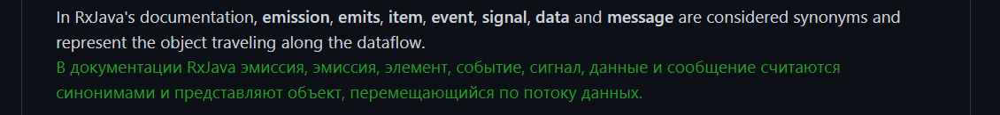 In RxJava's documentation, emission, emits, item, event, signal, data and message are considered synonyms and
represent the object traveling along the dataflow.
В документации RxJava эмиссия, эмиссия, элемент, событие, сигнал, данные и сообщение считаются
синонимами и представляют объект, перемещающийся по потоку данных.